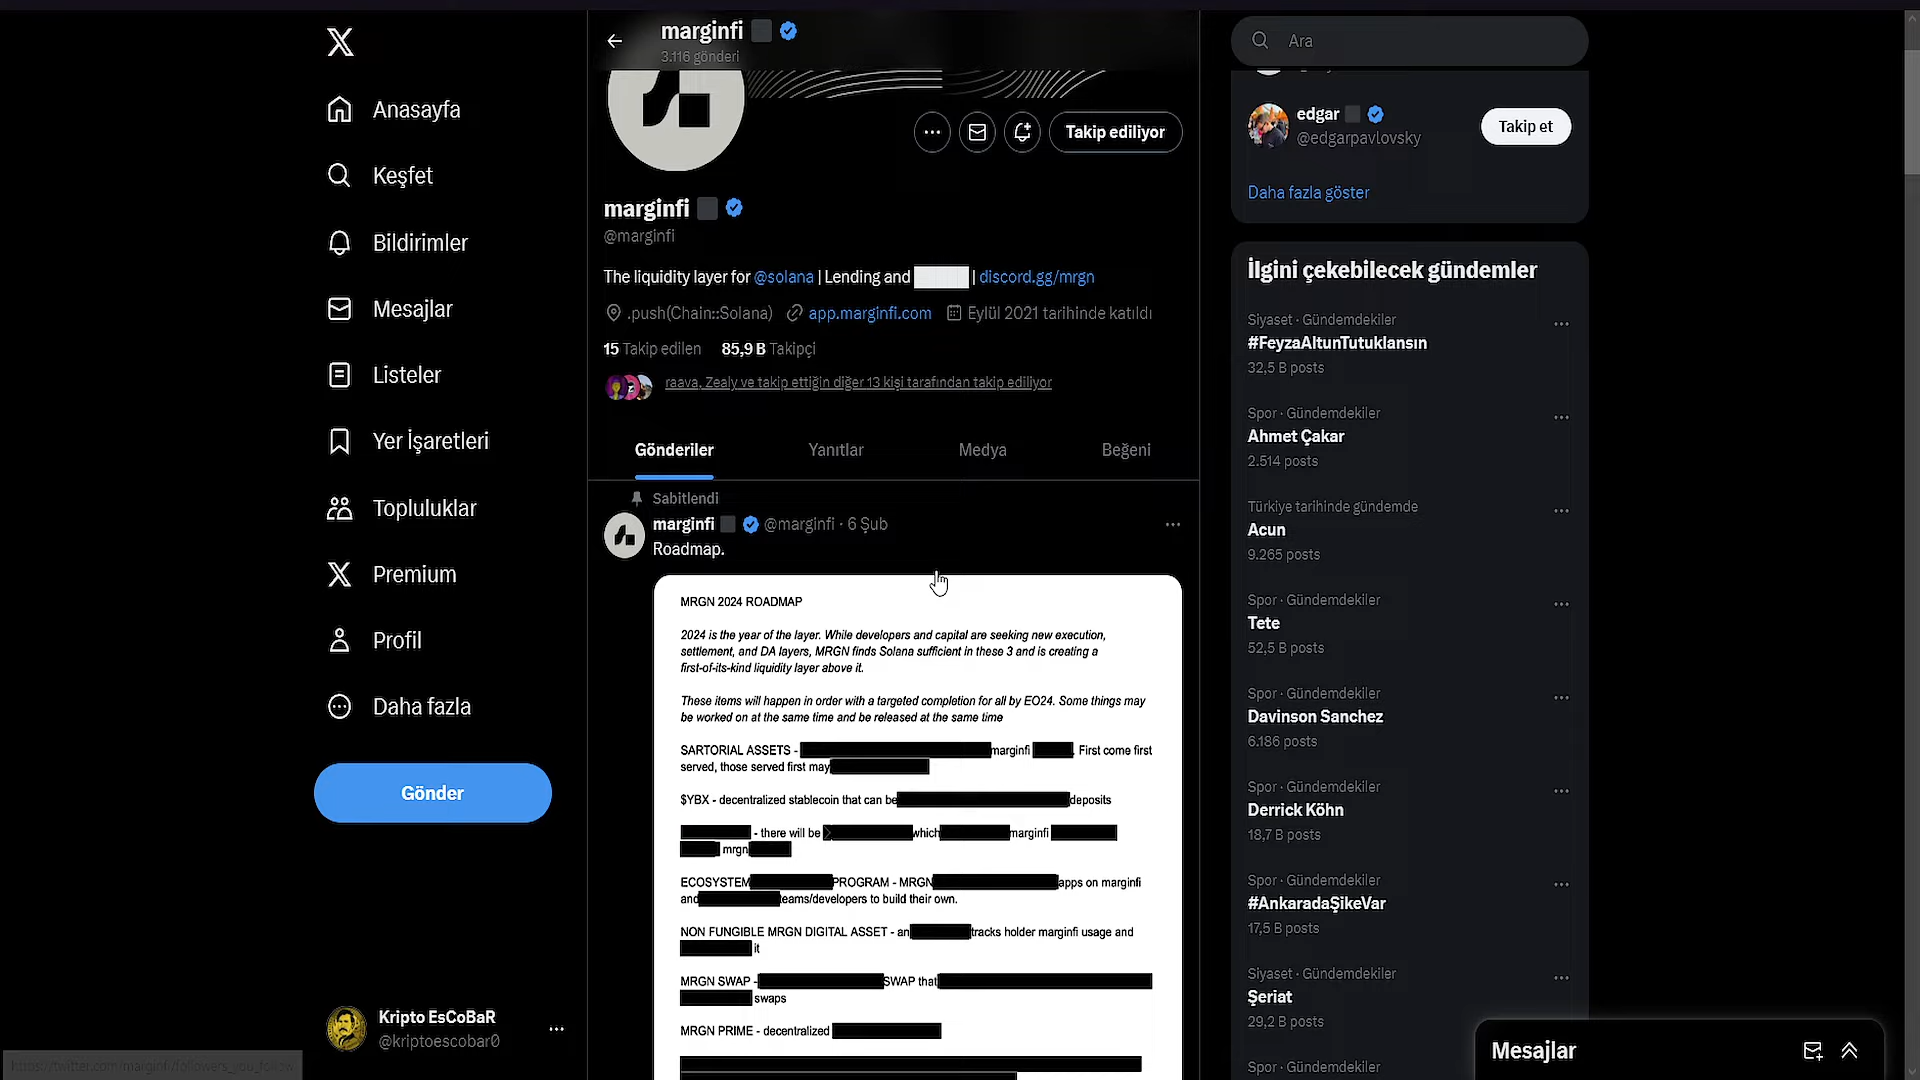 marginfi
3.116 gönderi
Ara
Anasayfa
Keşfet
Bildirimler
Mesajlar
Listeler
Yer İşaretleri
Topluluklar
Premium
Profil
Daha fazla
Gönder
Kripto EsCoBaR
@kriptoescobar0
Takip ediliyor
marginfi
@marginfi
The liquidity layer for @solana | Lending and | discord.gg/mrgn
.push(Chain::Solana) app.marginfi.com Eylül 2021 tarihinde katıldı
15 Takip edilen 85,9 B Takipçi
raava, Zealy ve takip ettiğin diğer 13 kişi tarafından takip ediliyor
Gönderiler Yanıtlar Medya Beğeni
Sabitlendi
marginfi @marginfi · 6 Şub
Roadmap.
MRGN 2024 ROADMAP
2024 is the year of the layer. While developers and capital are seeking new execution,
settlement, and DA layers, MRGN finds Solana sufficient in these 3 and is creating a
first-of-its-kind liquidity layer above it.
These items will happen in order with a targeted completion for all by EO24. Some things may
be worked on at the same time and be released at the same time
SARTORIAL ASSETS - marginfi . First come first
served, those served first may
$YBX - decentralized stablecoin that can be deposits
- there will be which marginfi
mrgn
ECOSYSTEM PROGRAM - MRGN apps on marginfi
and teams/developers to build their own.
NON FUNGIBLE MRGN DIGITAL ASSET - an tracks holder marginfi usage and
it
MRGN SWAP - SWAP that
swaps
MRGN PRIME - decentralized
edgar
@edgarpavlovsky
Takip et
Daha fazla göster
İlgini çekebilecek gündemler
Siyaset · Gündemdekiler
#FeyzaAltunTutuklansın
32,5 B posts
Spor · Gündemdekiler
Ahmet Çakar
2.514 posts
Türkiye tarihinde gündemde
Acun
9.265 posts
Spor · Gündemdekiler
Tete
52,5 B posts
Spor · Gündemdekiler
Davinson Sanchez
6.186 posts
Spor · Gündemdekiler
Derrick Köhn
18,7 B posts
Spor · Gündemdekiler
#AnkaradaŞikeVar
17,5 B posts
Siyaset · Gündemdekiler
Şeriat
29,2 B posts
Spor · Gündemdekiler
Mesajlar